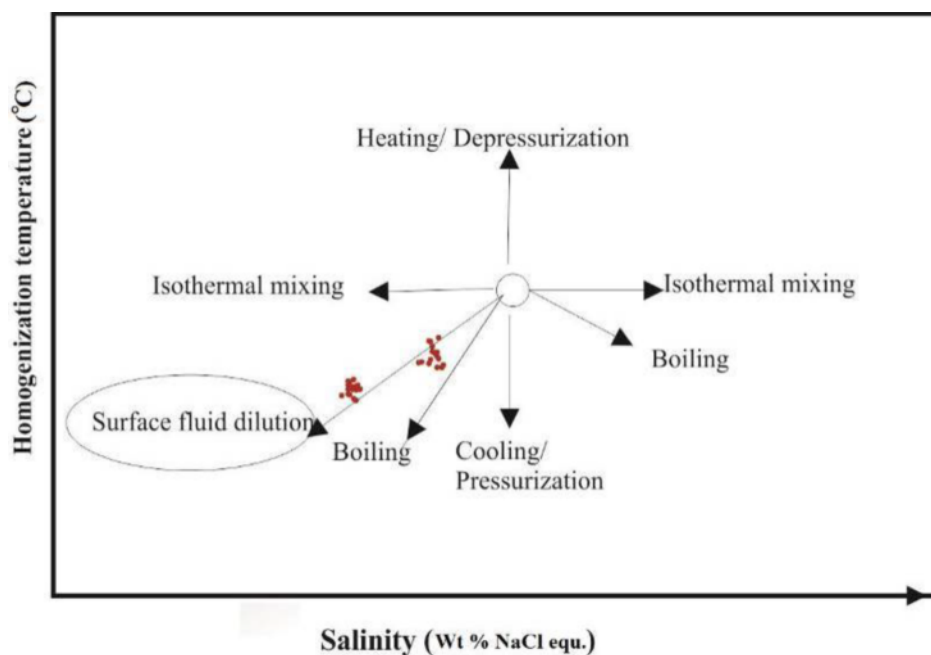 Homogenization temperature (°C)
Heating/ Depressurization
Isothermal mixing
Isothermal mixing
Boiling
Surface fluid dilution
Boiling
Cooling/
Pressurization
Salinity (Wt % NaCl equ.)